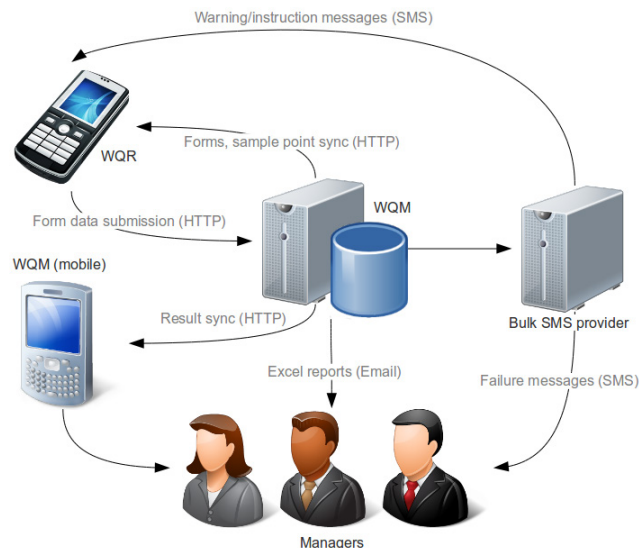 Warning/instruction messages (SMS)
WQR
Forms, sample point sync (HTTP)
Form data submission (HTTP)
WQM
WQM (mobile)
Result sync (HTTP)
Bulk SMS provider
Excel reports (Email)
Failure messages (SMS)
Managers